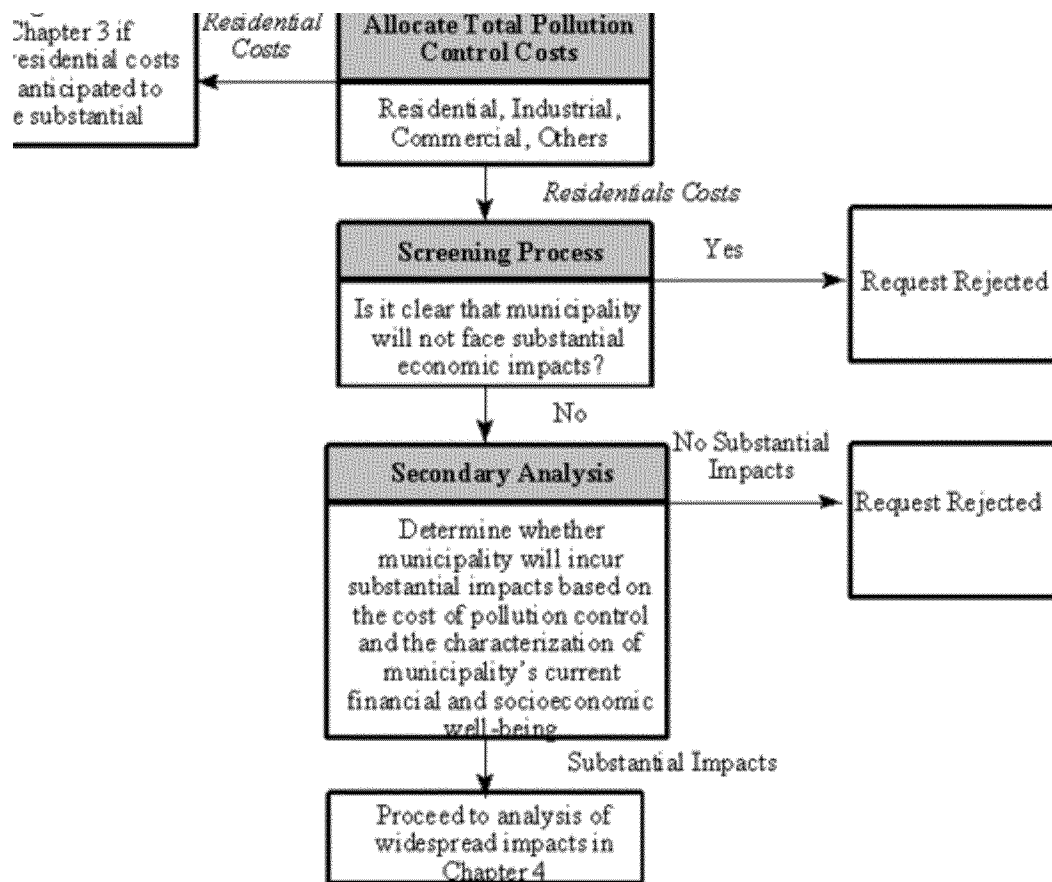 Chapter 3 if
residential costs
anticipated to
e substantial
Residential
Costs
Allocate Total Pollution
Control Costs
Residential, Industrial,
Commercial, Others
Residentials Costs
Screening Process
Is it clear that municipality
will not face substantial
economic impacts?
Yes
Request Rejected
No
Secondary Analysis
Determine whether
municipality will incur
substantial impacts based on
the cost of pollution control
and the characterization of
municipality's current
financial and socioeconomic
well-being
No Substantial
Impacts
Request Rejected
Substantial Impacts
Proceed to analysis of
widespread impacts in
Chapter 4